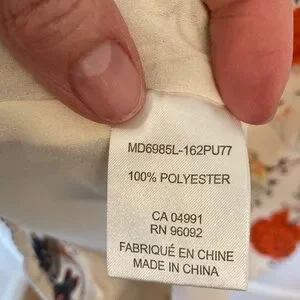 MD6985L-162PU77
100% POLYESTER
CA 04991
RN 96092
FABRIQUÉ EN CHINE
MADE IN CHINA